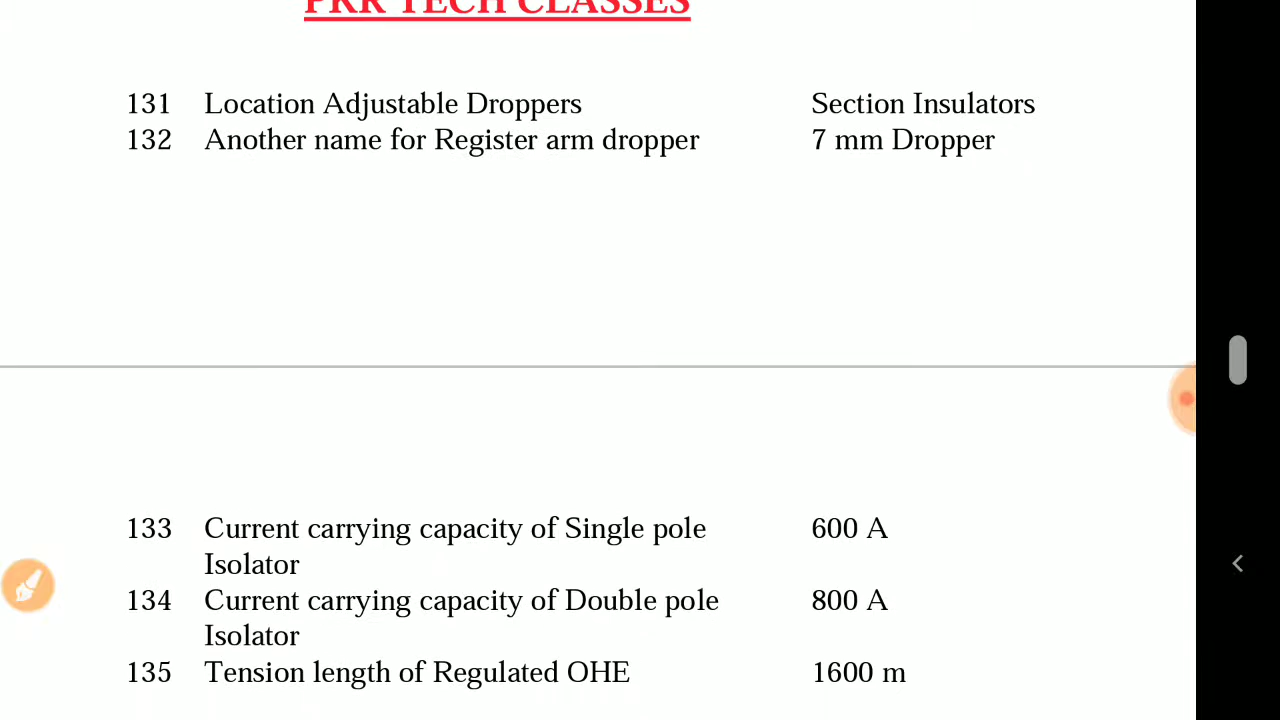 PKR TECH CLASSES
131 Location Adjustable Droppers Section Insulators
132 Another name for Register arm dropper 7 mm Dropper
133 Current carrying capacity of Single pole 600 A
Isolator
134 Current carrying capacity of Double pole 800 A
Isolator
135 Tension length of Regulated OHE 1600 m